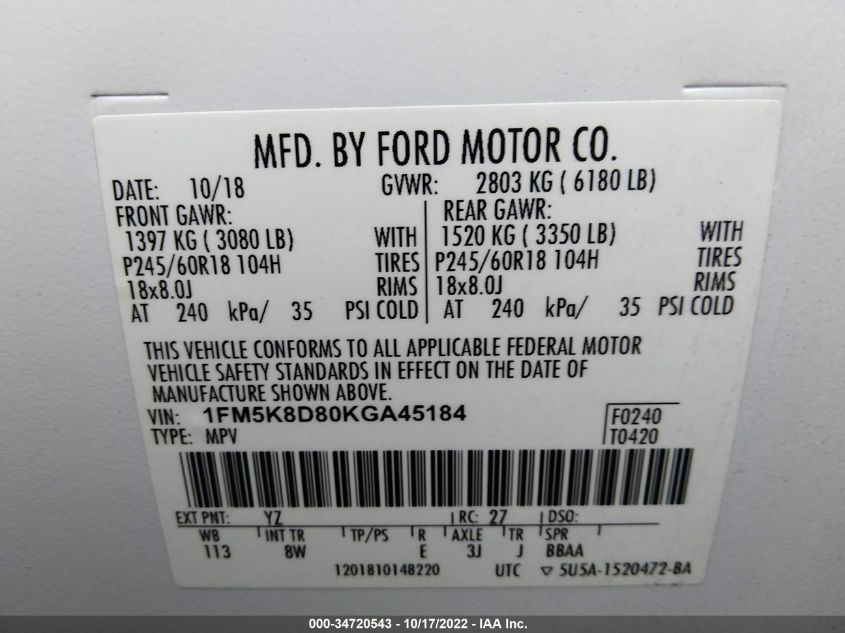 MFD. BY FORD MOTOR CO.
DATE: 10/18 GVWR: 2803 KG ( 6180 LB)
FRONT GAWR: REAR GAWR:
1397 KG ( 3080 LB) WITH 1520 KG ( 3350 LB) WITH
P245/60R18 104H TIRES P245/60R18 104H TIRES
18x8.0J RIMS 18x8.0J RIMS
AT 240 kPa/ 35 PSI COLD AT 240 kPa/ 35 PSI COLD
THIS VEHICLE CONFORMS TO ALL APPLICABLE FEDERAL MOTOR
VEHICLE SAFETY STANDARDS IN EFFECT ON THE DATE OF
MANUFACTURE SHOWN ABOVE.
VIN: 1FM5K8D80KGA45184 F0240
TYPE: MPV T0420
EXT PNT: YZ RC: 27 DSO:
WB INT TR TP/PS R AXLE TR SPR
113 8W E 3J J BBAA
1201810148220 UTC ▽ 5U5A-1520472-BA
000-34720543 - 10/17/2022 - IAA Inc.